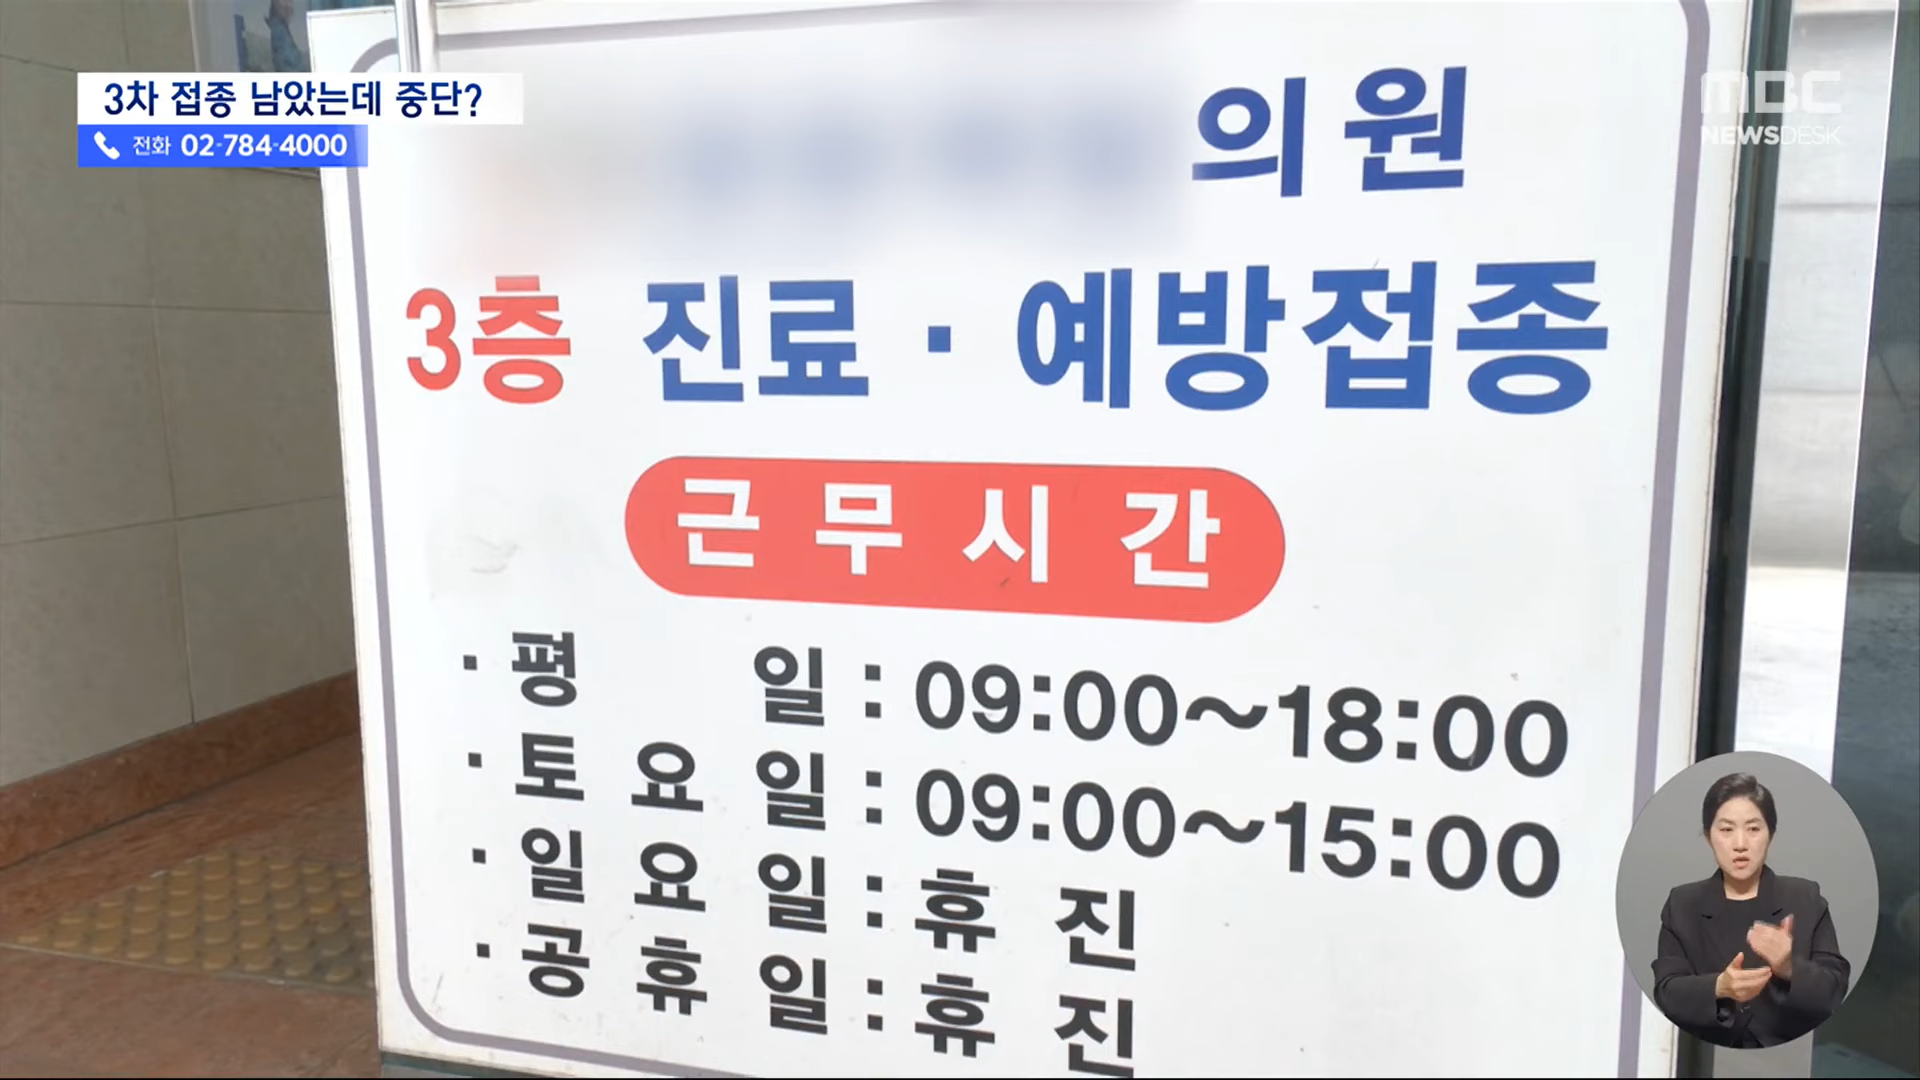 3차 접종 남았는데 중단?
전화 02-784-4000
MBC
NEWSDESK
의원
3층 진료 · 예방접종
근무시간
· 평 일 : 09:00~18:00
· 토 요 일 : 09:00~15:00
· 일 요 일 : 휴 진
· 공 휴 일 : 휴 진